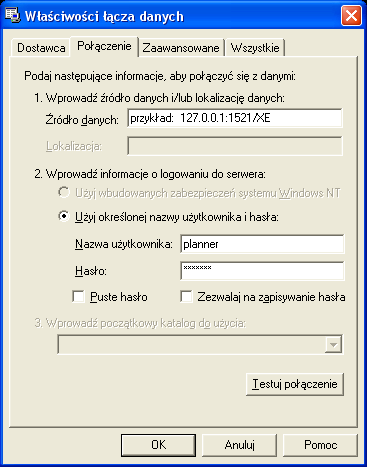 Właściwości łącza danych
Dostawca Połączenie Zaawansowane Wszystkie
Podaj następujące informacje, aby połączyć się z danymi:
1. Wprowadź źródło danych i/lub lokalizację danych:
Źródło danych: przykład: 127.0.0.1:1521/XE
Lokalizacja:
2. Wprowadź informacje o logowaniu do serwera:
Użyj wbudowanych zabezpieczeń systemu Windows NT
Użyj określonej nazwy użytkownika i hasła:
Nazwa użytkownika: planner
Hasło: *******
Puste hasło Zezwalaj na zapisywanie hasła
3. Wprowadź początkowy katalog do użycia:
Testuj połączenie
OK Anuluj Pomoc